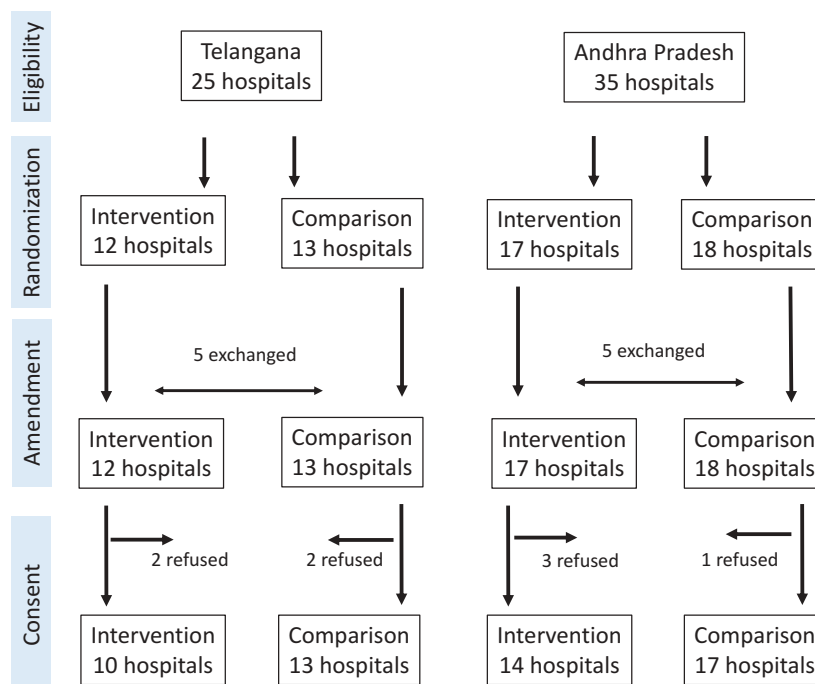 Eligibility
Telangana
25 hospitals
Andhra Pradesh
35 hospitals
Randomization
Intervention
12 hospitals
Comparison
13 hospitals
Intervention
17 hospitals
Comparison
18 hospitals
Amendment
5 exchanged
5 exchanged
Intervention
12 hospitals
Comparison
13 hospitals
Intervention
17 hospitals
Comparison
18 hospitals
Consent
2 refused
2 refused
3 refused
1 refused
Intervention
10 hospitals
Comparison
13 hospitals
Intervention
14 hospitals
Comparison
17 hospitals